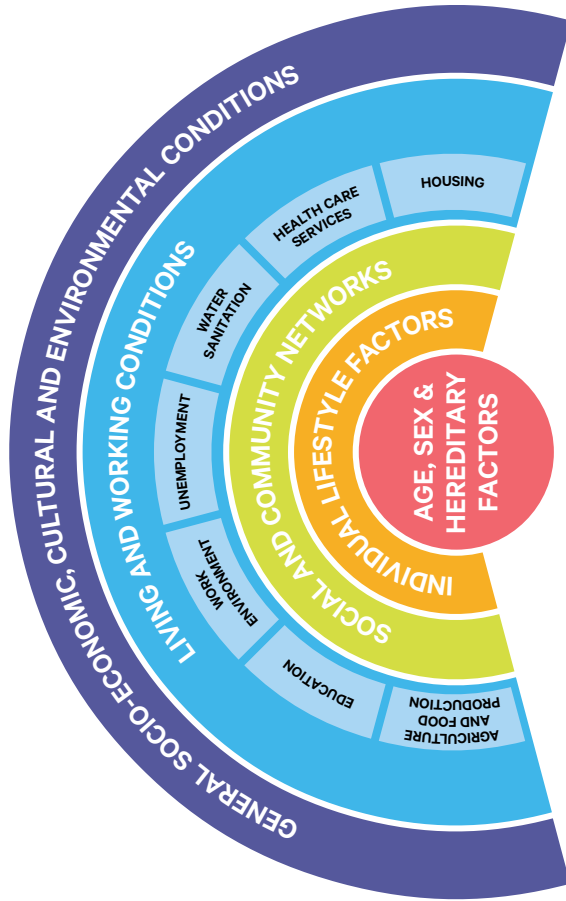 GENERAL SOCIO-ECONOMIC, CULTURAL AND ENVIRONMENTAL CONDITIONS
LIVING AND WORKING CONDITIONS
AGRICULTURE
AND FOOD
PRODUCTION
EDUCATION
WORK
ENVIRONMENT
UNEMPLOYMENT
WATER
SANITATION
HEALTH CARE
SERVICES
HOUSING
SOCIAL AND COMMUNITY NETWORKS
INDIVIDUAL LIFESTYLE FACTORS
AGE, SEX &
HEREDITARY
FACTORS